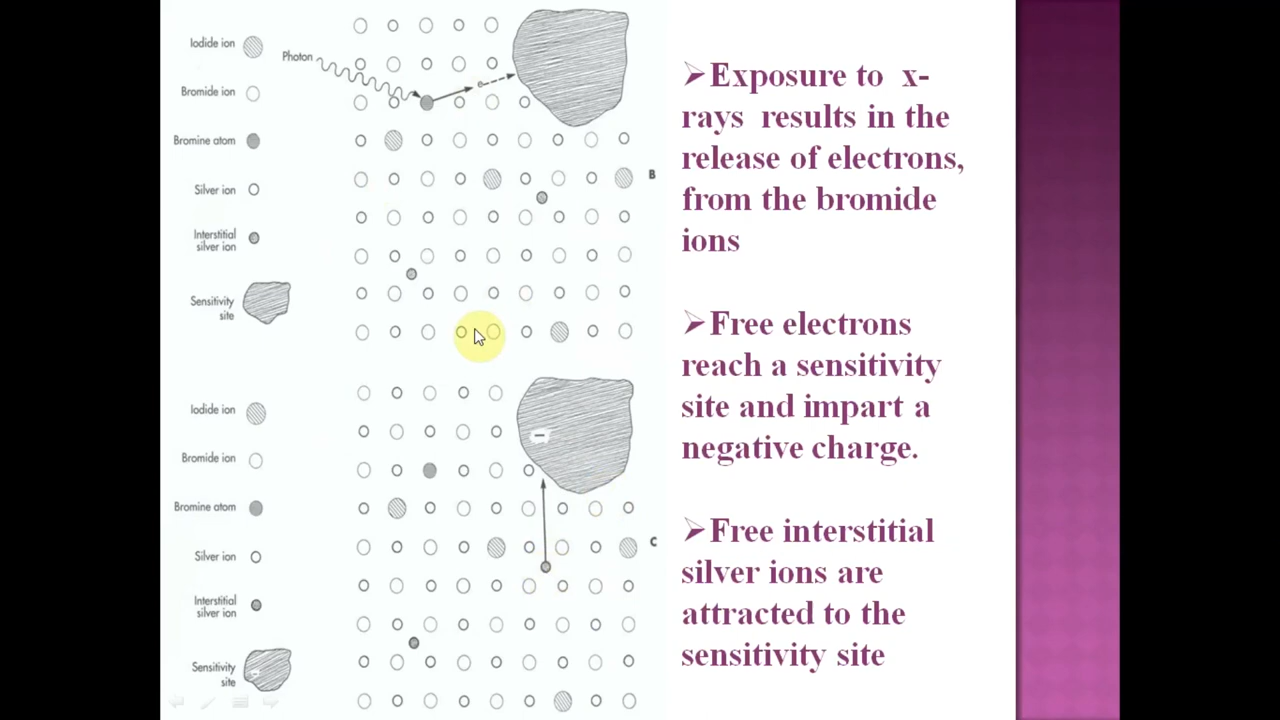 Iodide ion
Photon
Bromide ion
e-
Bromine atom
Silver ion
B
Interstitial
silver ion
Sensitivity
site
Iodide ion
Bromide ion
Bromine atom
Silver ion
C
Interstitial
silver ion
Sensitivity
site
➢Exposure to x-
rays results in the
release of electrons,
from the bromide
ions
➢Free electrons
reach a sensitivity
site and impart a
negative charge.
➢Free interstitial
silver ions are
attracted to the
sensitivity site